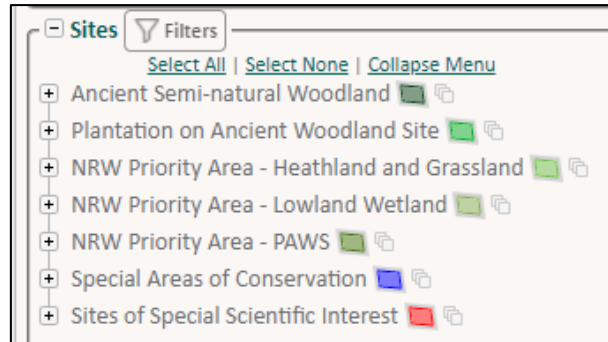 Sites Filters
Select All | Select None | Collapse Menu
Ancient Semi-natural Woodland
Plantation on Ancient Woodland Site
NRW Priority Area - Heathland and Grassland
NRW Priority Area - Lowland Wetland
NRW Priority Area - PAWS
Special Areas of Conservation
Sites of Special Scientific Interest